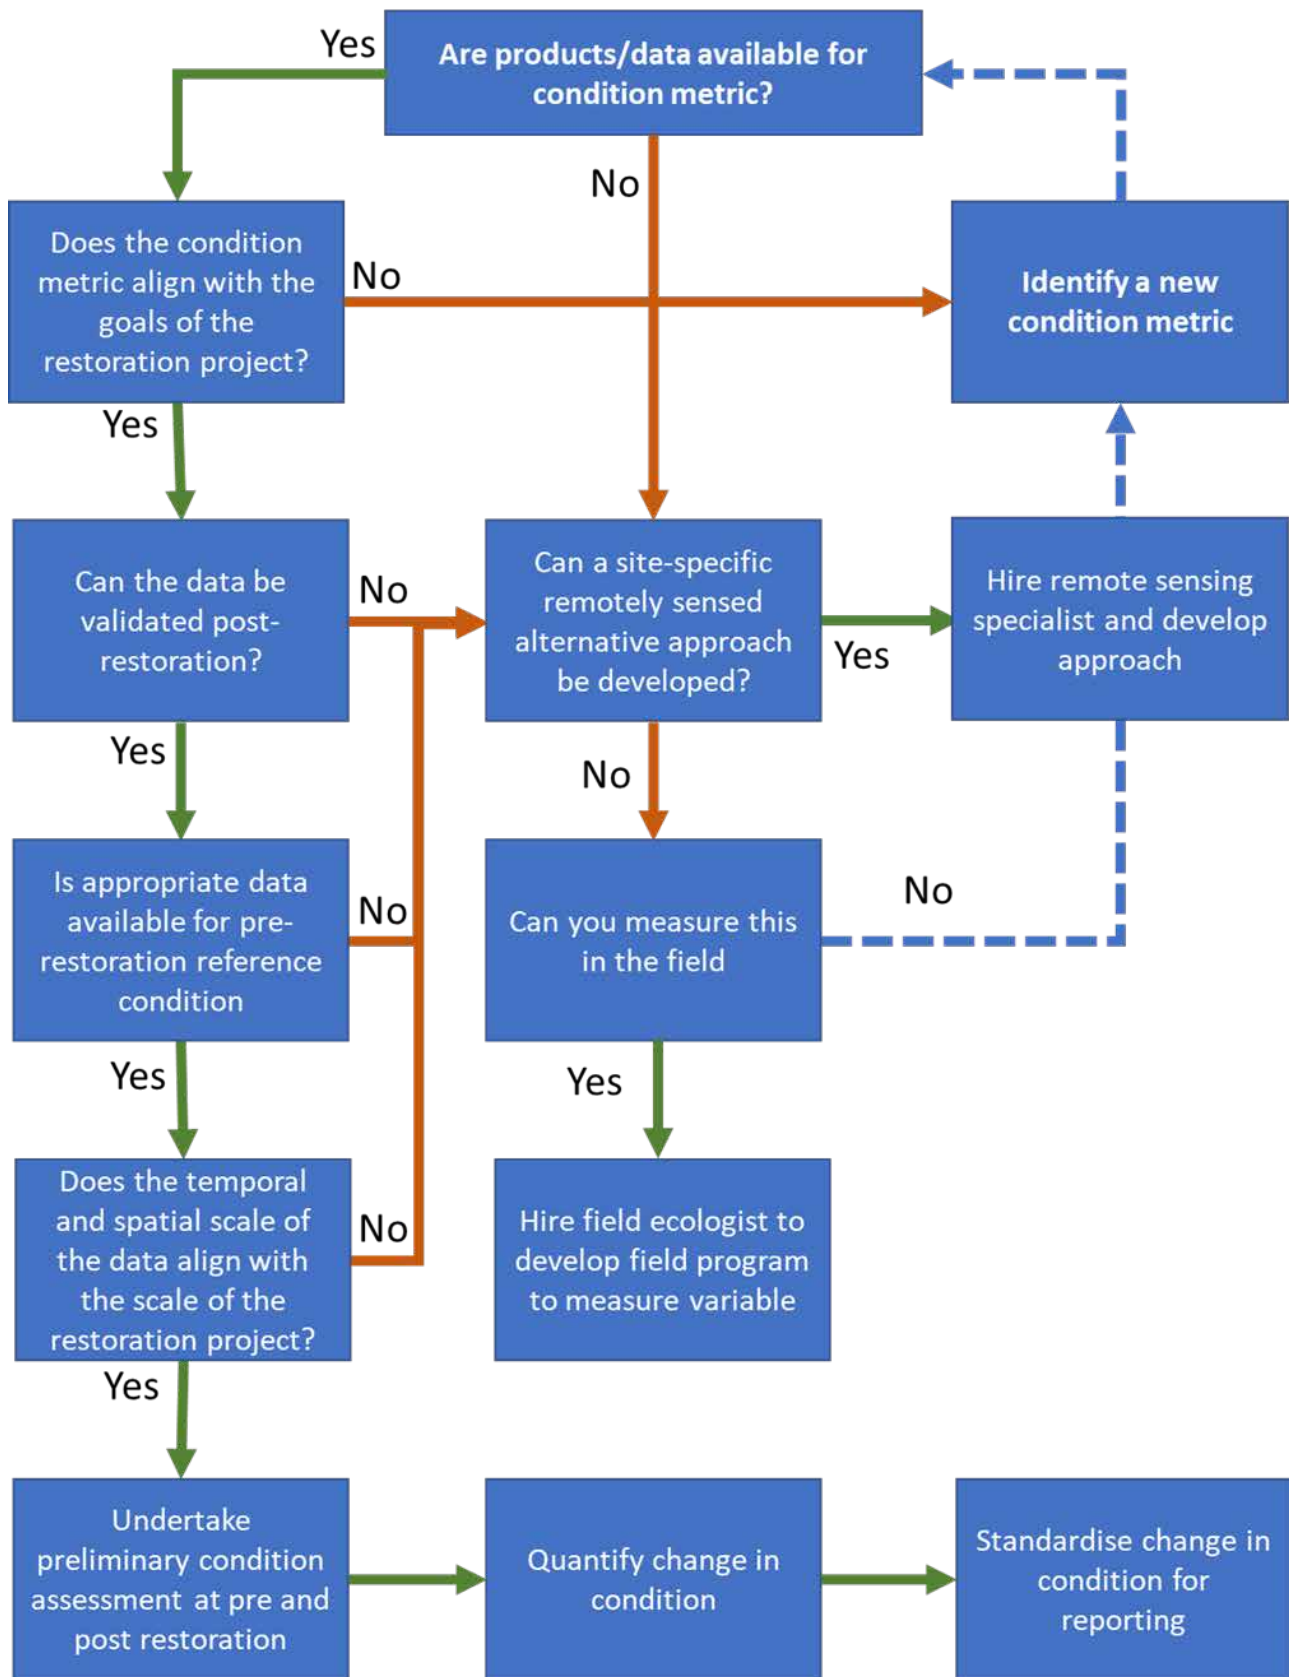 Yes
Are products/data available for
condition metric?
No
Does the condition
metric align with the
goals of the
restoration project?
No
Identify a new
condition metric
Yes
Can the data be
validated post-
restoration?
No
Can a site-specific
remotely sensed
alternative approach
be developed?
Yes
Hire remote sensing
specialist and develop
approach
Yes
No
Is appropriate data
available for pre-
restoration reference
condition
No
Can you measure this
in the field
No
Yes
Yes
Does the temporal
and spatial scale of
the data align with
the scale of the
restoration project?
No
Hire field ecologist to
develop field program
to measure variable
Yes
Undertake
preliminary condition
assessment at pre and
post restoration
Quantify change in
condition
Standardise change in
condition for
reporting